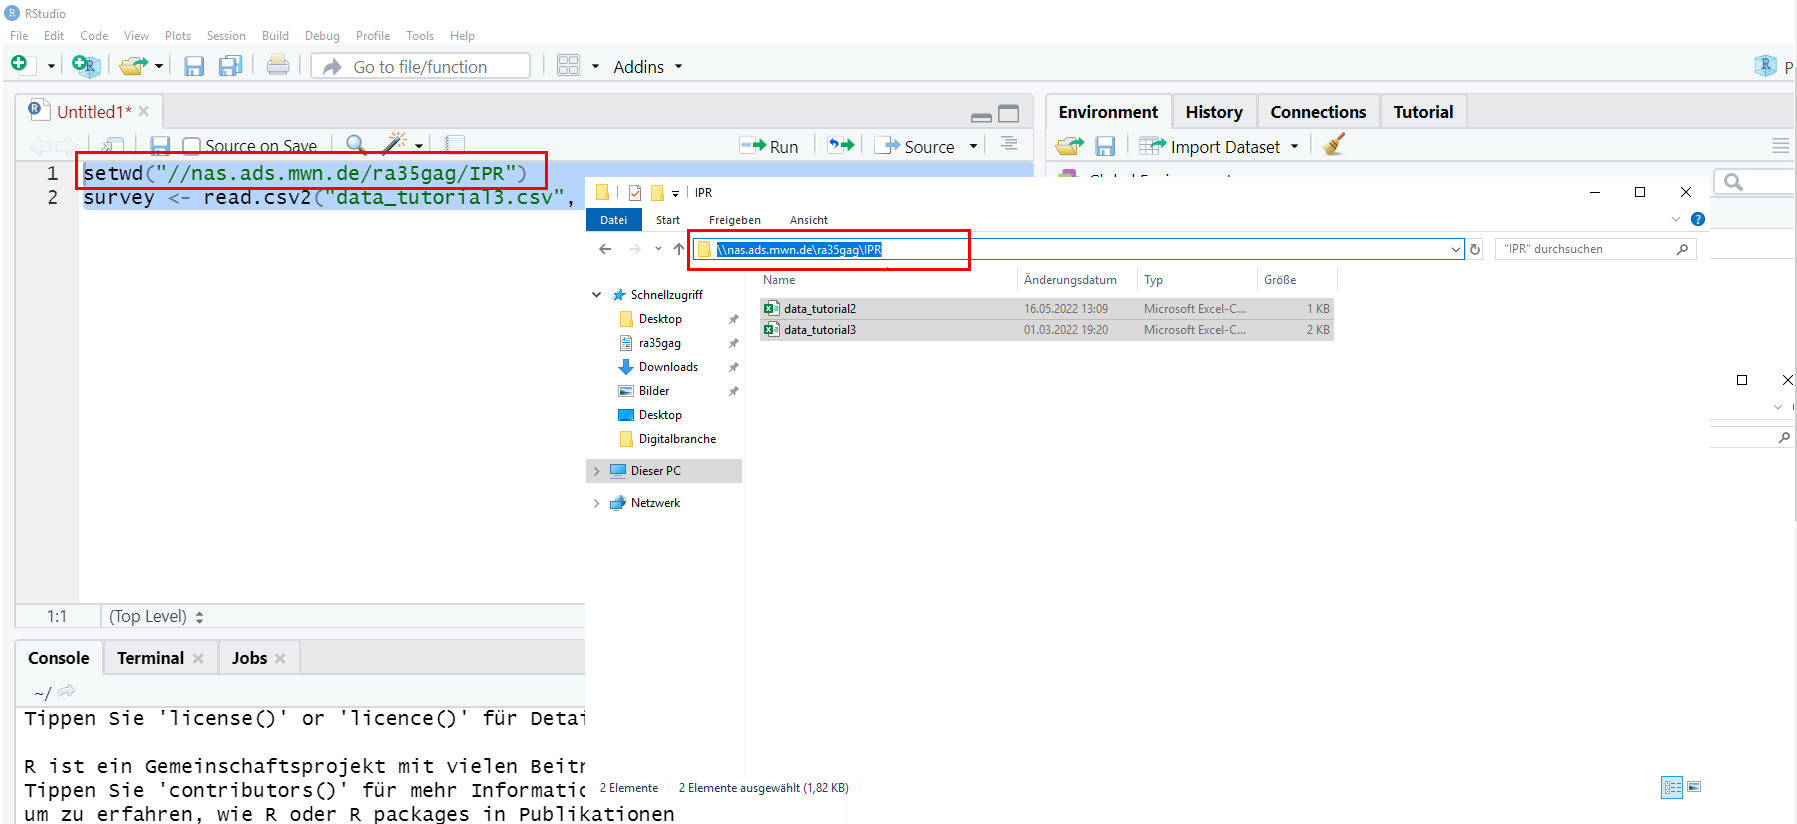 RStudio
File Edit Code View Plots Session Build Debug Profile Tools Help
Go to file/function Addins
Untitled1*
Source on Save Run Source
1 setwd("//nas.ads.mwn.de/ra35gag/IPR")
2 survey <- read.csv2("data_tutorial3.csv",
1:1 (Top Level)
Console Terminal Jobs
~/
Tippen Sie 'license()' or 'licence()' für Detai
R ist ein Gemeinschaftsprojekt mit vielen Beitr
Tippen Sie 'contributors()' für mehr Informatio
um zu erfahren, wie R oder R packages in Publikationen
Environment History Connections Tutorial
Import Dataset
IPR
Datei Start Freigeben Ansicht
\\nas.ads.mwn.de\ra35gag\IPR
"IPR" durchsuchen
Name Änderungsdatum Typ Größe
data_tutorial2 16.05.2022 13:09 Microsoft Excel-C... 1 KB
data_tutorial3 01.03.2022 19:20 Microsoft Excel-C... 2 KB
Schnellzugriff
Desktop
ra35gag
Downloads
Bilder
Desktop
Digitalbranche
Dieser PC
Netzwerk
2 Elemente 2 Elemente ausgewählt (1,82 KB)